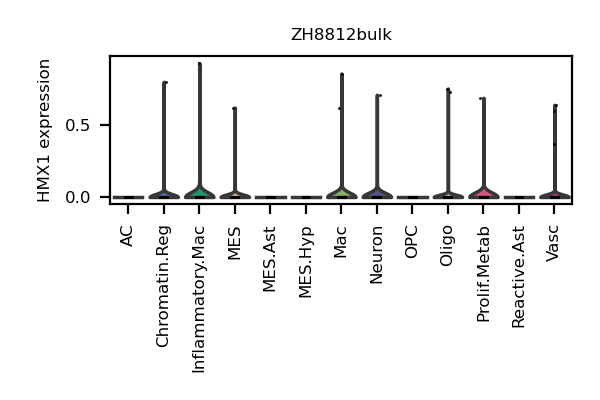 ZH8812bulk
HMX1 expression
0.5
0.0
AC
Chromatin.Reg
Inflammatory.Mac
MES
MES.Ast
MES.Hyp
Mac
Neuron
OPC
Oligo
Prolif.Metab
Reactive.Ast
Vasc